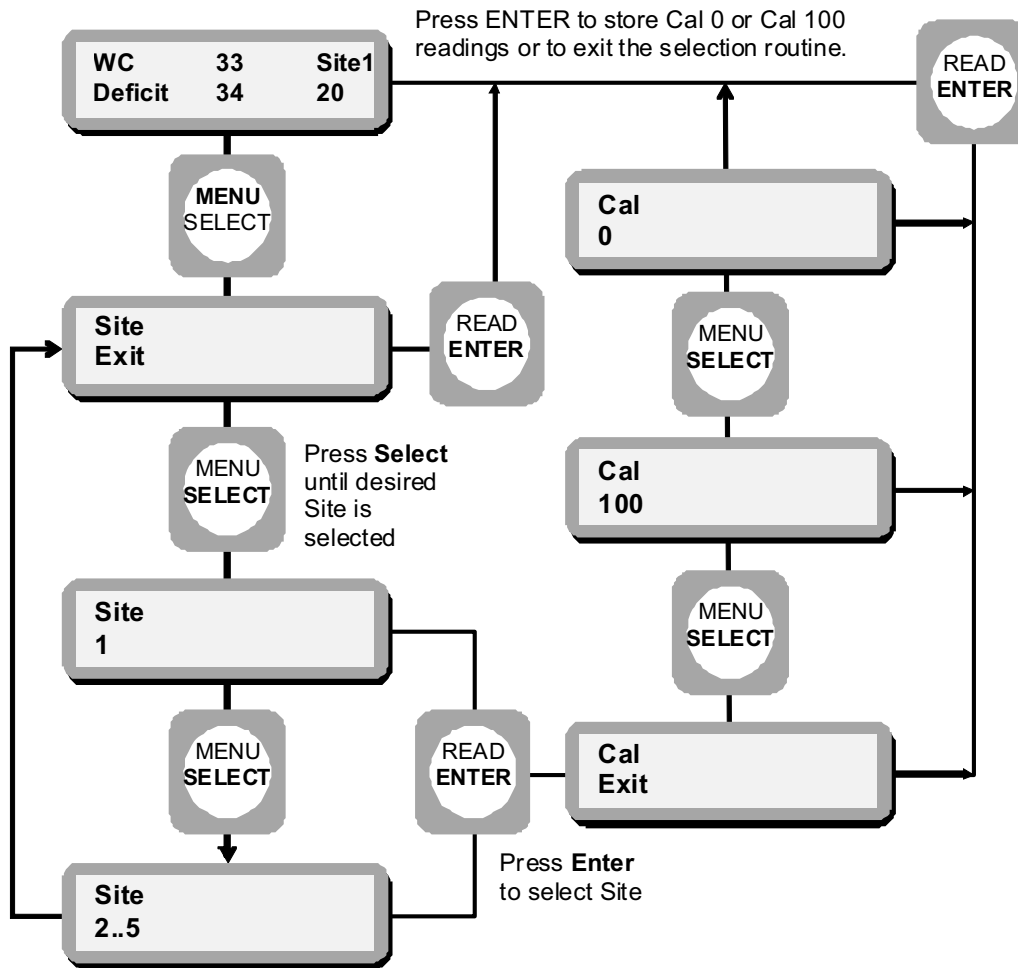 Press ENTER to store Cal 0 or Cal 100
readings or to exit the selection routine.
WC 33 Site1
Deficit 34 20
READ
ENTER
MENU
SELECT
Cal
0
Site
Exit
READ
ENTER
MENU
SELECT
MENU
SELECT
Press Select
until desired
Site is
selected
Cal
100
Site
1
MENU
SELECT
MENU
SELECT
READ
ENTER
Cal
Exit
Press Enter
to select Site
Site
2..5